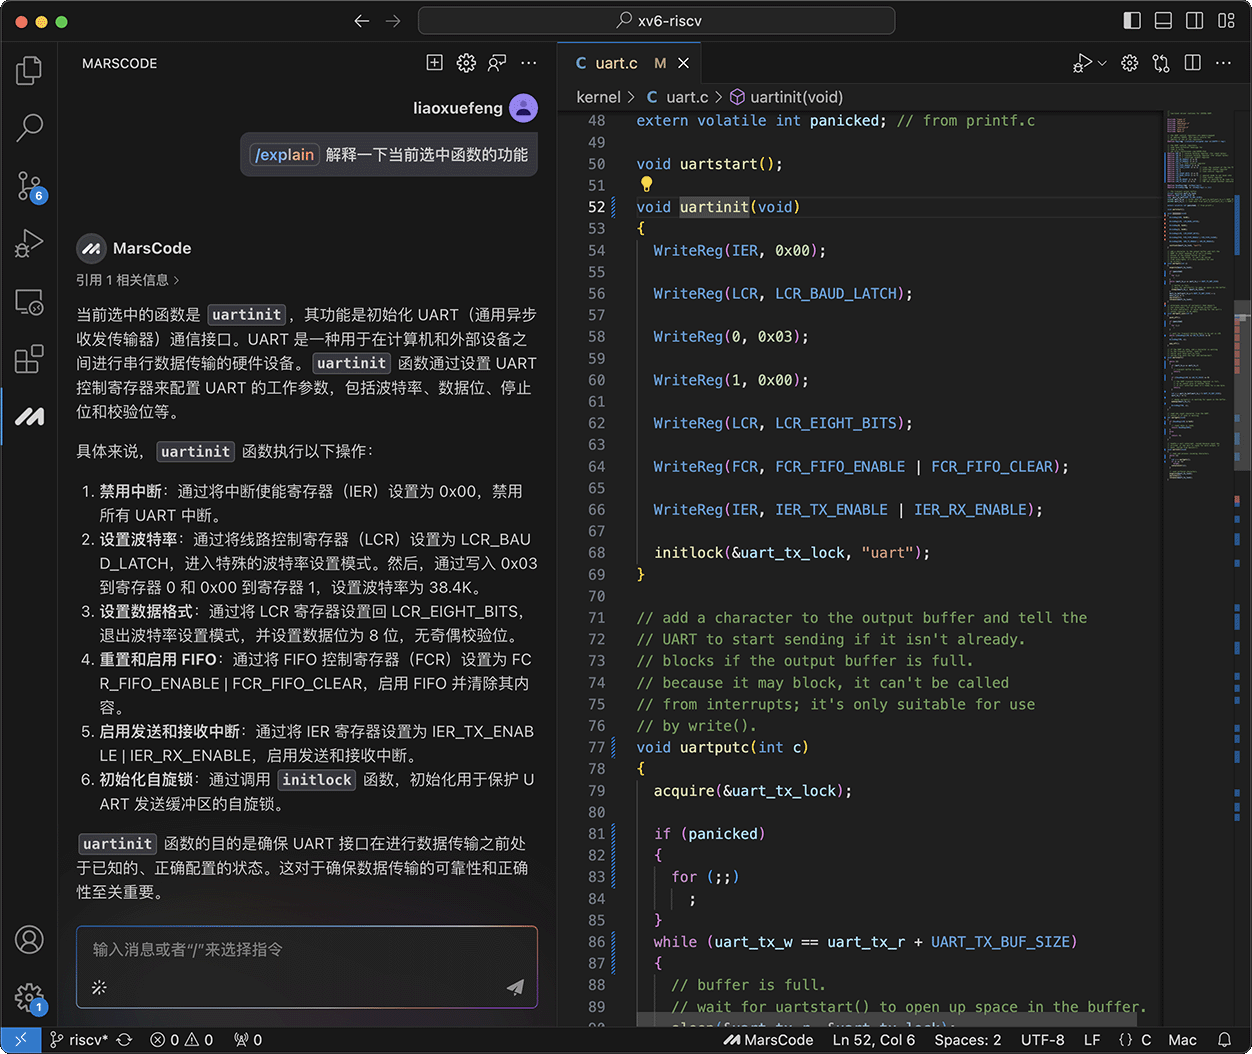 xv6-riscv
MARSCODE
liaoxuefeng
/explain 解释一下当前选中函数的功能
MarsCode
引用 1 相关信息 >
当前选中的函数是 uartinit ，其功能是初始化 UART（通用异步
收发传输器）通信接口。UART 是一种用于在计算机和外部设备之
间进行串行数据传输的硬件设备。uartinit 函数通过设置 UART
控制寄存器来配置 UART 的工作参数，包括波特率、数据位、停止
位和校验位等。
具体来说， uartinit 函数执行以下操作：
1. 禁用中断：通过将中断使能寄存器（IER）设置为 0x00，禁用
所有 UART 中断。
2. 设置波特率：通过将线路控制寄存器（LCR）设置为 LCR_BAU
D_LATCH，进入特殊的波特率设置模式。然后，通过写入 0x03
到寄存器 0 和 0x00 到寄存器 1，设置波特率为 38.4K。
3. 设置数据格式：通过将 LCR 寄存器设置回 LCR_EIGHT_BITS，
退出波特率设置模式，并设置数据位为 8 位，无奇偶校验位。
4. 重置和启用 FIFO：通过将 FIFO 控制寄存器（FCR）设置为 FC
R_FIFO_ENABLE | FCR_FIFO_CLEAR，启用 FIFO 并清除其内
容。
5. 启用发送和接收中断：通过将 IER 寄存器设置为 IER_TX_ENAB
LE | IER_RX_ENABLE，启用发送和接收中断。
6. 初始化自旋锁：通过调用 initlock 函数，初始化用于保护 U
ART 发送缓冲区的自旋锁。
uartinit 函数的目的是确保 UART 接口在进行数据传输之前处
于已知的、正确配置的状态。这对于确保数据传输的可靠性和正确
性至关重要。
输入消息或者“/”来选择指令
6
1
C uart.c M
kernel > C uart.c > uartinit(void)
48 extern volatile int panicked; // from printf.c
49
50 void uartstart();
51
52 void uartinit(void)
53 {
54 WriteReg(IER, 0x00);
55
56 WriteReg(LCR, LCR_BAUD_LATCH);
57
58 WriteReg(0, 0x03);
59
60 WriteReg(1, 0x00);
61
62 WriteReg(LCR, LCR_EIGHT_BITS);
63
64 WriteReg(FCR, FCR_FIFO_ENABLE | FCR_FIFO_CLEAR);
65
66 WriteReg(IER, IER_TX_ENABLE | IER_RX_ENABLE);
67
68 initlock(&uart_tx_lock, "uart");
69 }
70
71 // add a character to the output buffer and tell the
72 // UART to start sending if it isn't already.
73 // blocks if the output buffer is full.
74 // because it may block, it can't be called
75 // from interrupts; it's only suitable for use
76 // by write().
77 void uartputc(int c)
78 {
79 acquire(&uart_tx_lock);
80
81 if (panicked)
82 {
83 for (;;)
84 ;
85 }
86 while (uart_tx_w == uart_tx_r + UART_TX_BUF_SIZE)
87 {
88 // buffer is full.
89 // wait for uartstart() to open up space in the buffer.
riscv* 0 0 0 MarsCode Ln 52, Col 6 Spaces: 2 UTF-8 LF {} C Mac